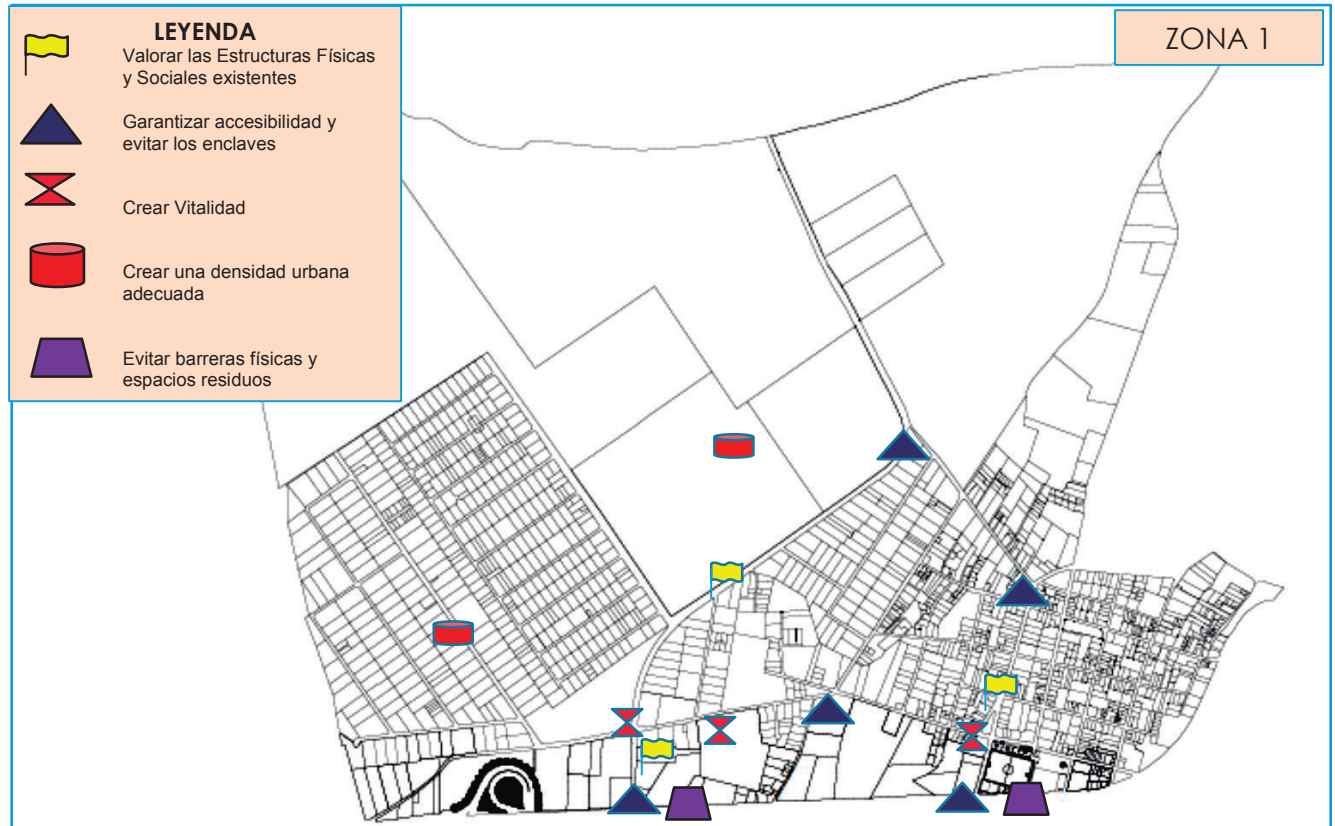 LEYENDA
Valorar las Estructuras Físicas
y Sociales existentes
Garantizar accesibilidad y
evitar los enclaves
Crear Vitalidad
Crear una densidad urbana
adecuada
Evitar barreras físicas y
espacios residuos
ZONA 1